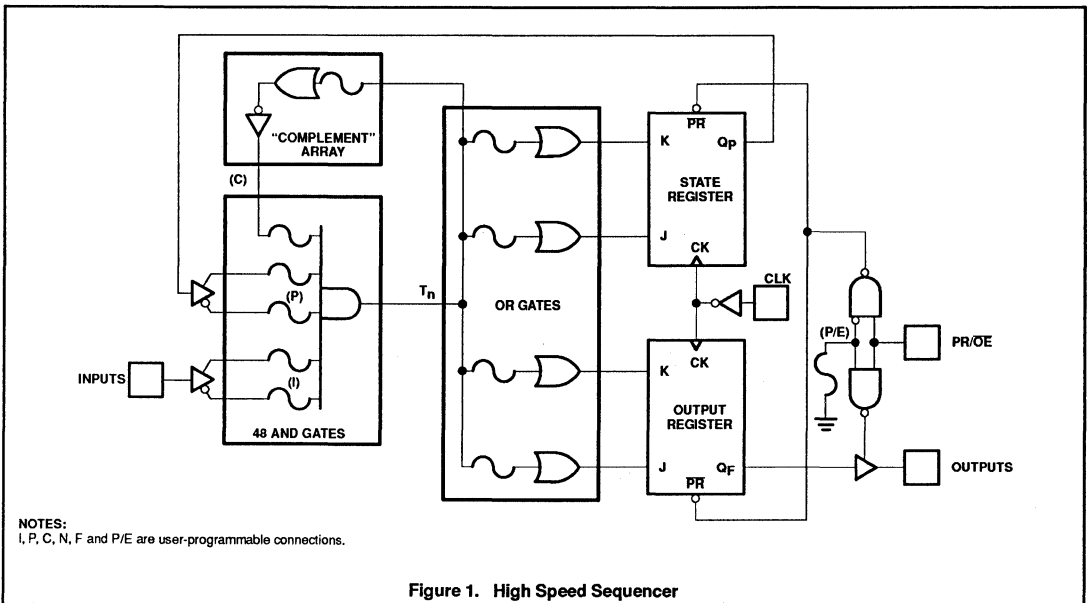 "COMPLEMENT"
ARRAY
(C)
(P)
(I)
INPUTS
48 AND GATES
Tn
OR GATES
PR
K
QP
STATE
REGISTER
J
CK
CLK
CK
K
OUTPUT
REGISTER
J
QF
PR
(P/E)
PR/OE
OUTPUTS
NOTES:
I, P, C, N, F and P/E are user-programmable connections.
Figure 1. High Speed Sequencer